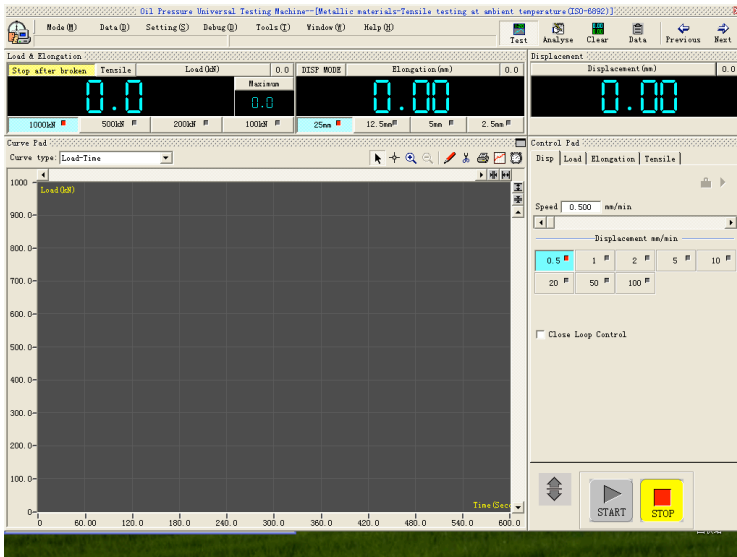 Oil Pressure Universal Testing Machine--[Metallic materials-Tensile testing at ambient temperature(ISO-6892)]
Mode(M) Data(D) Setting(S) Debug(D) Tools(T) Window(W) Help(H)
Test Analyse Clear Data Previous Next
Load & Elongation
Stop after broken Tensile Load(kN) 0.0 DISP MODE Elongation(mm) 0.0
0.0 Maximum 0.0 0.00
1000kN 500kN 200kN 100kN 25mm 12.5mm 5mm 2.5mm
Displacement
Displacement(mm) 0.0
0.00
Curve Pad
Curve type: Load-Time
Load(kN)
1000
900.0
800.0
700.0
600.0
500.0
400.0
300.0
200.0
100.0
0
Time(Sec
0 60.00 120.0 180.0 240.0 300.0 360.0 420.0 480.0 540.0 600.0
Control Pad
Disp Load Elongation Tensile
Speed 0.500 mm/min
Displacement mm/min
0.5 1 2 5 10
20 50 100
Close Loop Control
START STOP